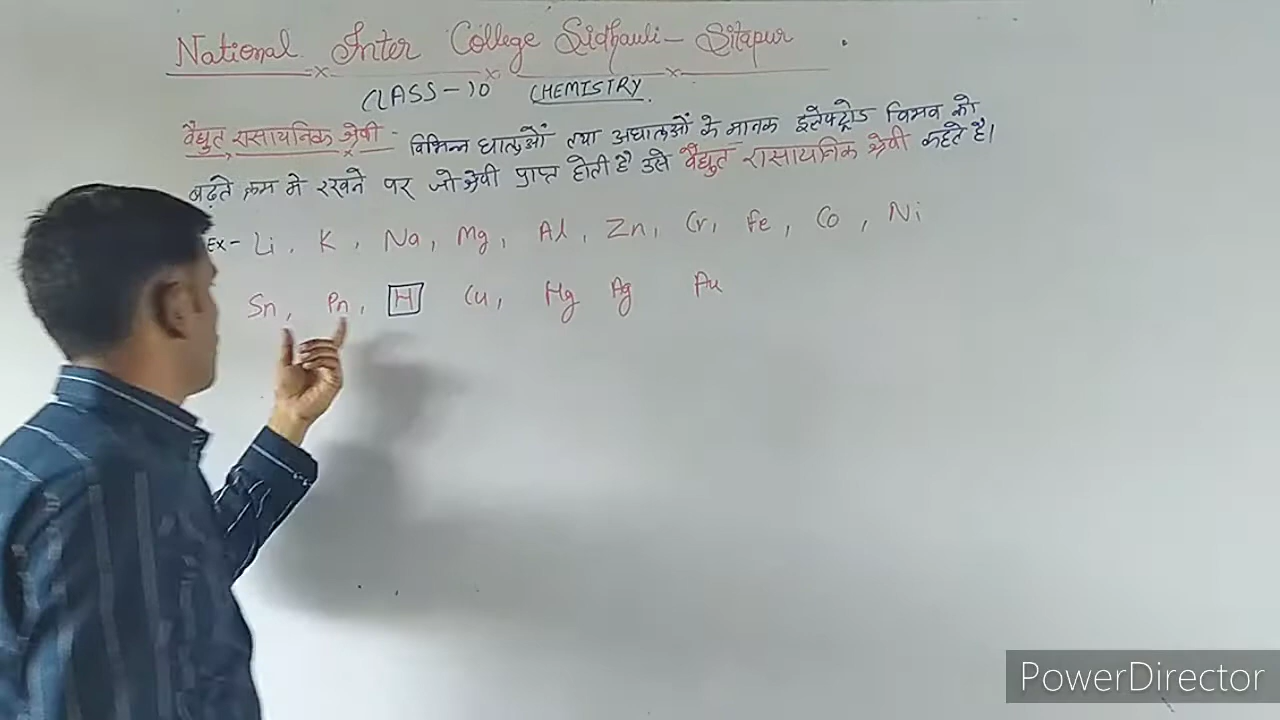 National Inter College Sidhauli - Sitapur
CLASS-10 CHEMISTRY
वैद्युत रासायनिक श्रेणी - विभिन्न धातुओं तथा अधातुओं के मानक इलेक्ट्रोड विभव को
बढ़ते क्रम में रखने पर जो श्रेणी प्राप्त होती है उसे वैद्युत रासायनिक श्रेणी कहते है।
Ex- Li, K, Na, Mg, Al, Zn, Cr, Fe, Co, Ni
Sn, Pn, H Cu, Hg Ag Au
PowerDirector